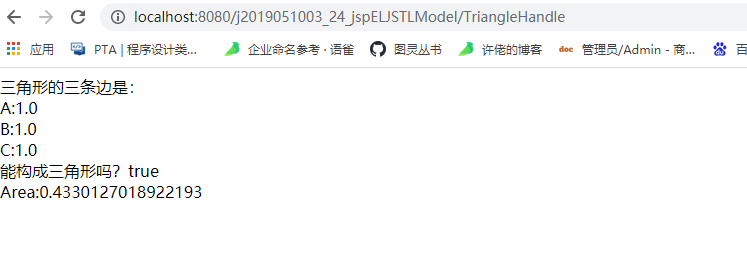 localhost:8080/j2019051003_24_jspELJSTLModel/TriangleHandle
应用 PTA | 程序设计类... 企业命名参考 · 语雀 图灵丛书 许佬的博客 doc 管理员/Admin - 商... 百
三角形的三条边是：
A:1.0
B:1.0
C:1.0
能构成三角形吗？true
Area:0.4330127018922193